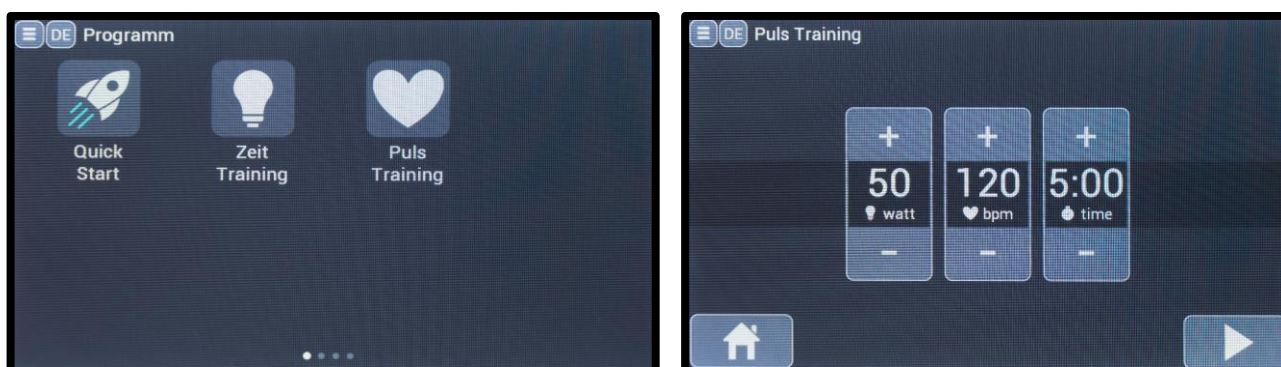 DE Programm
Quick
Start
Zeit
Training
Puls
Training
DE Puls Training
+ + +
50 120 5:00
watt bpm time
- - -